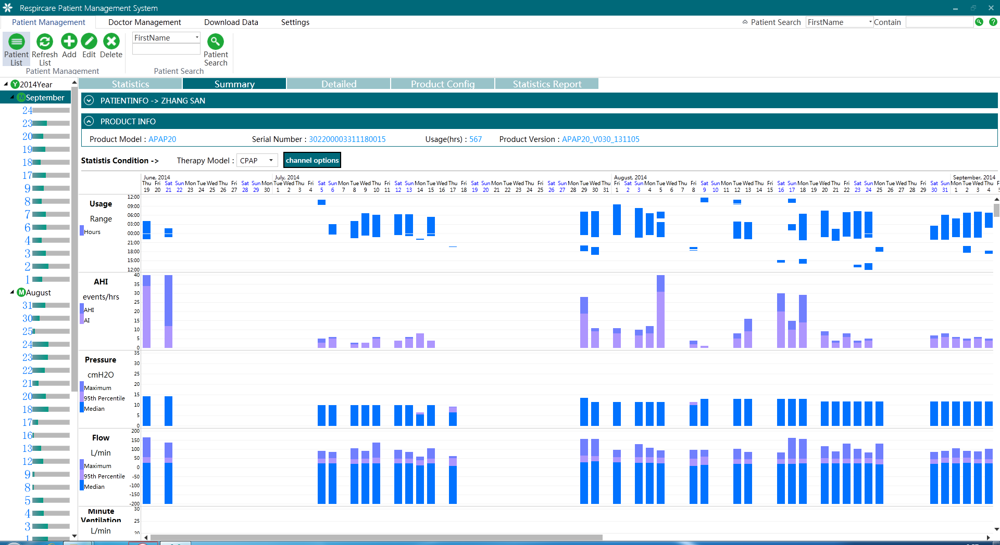 Respircare Patient Management System
Patient Management Doctor Management Download Data Settings
Patient Search FirstName Contain
Patient List Refresh List Add Edit Delete
Patient Management
FirstName
Patient Search
Patient Search
Y 2014Year
M September
24
23
20
19
18
17
9
8
7
6
4
3
2
1
M August
31
30
25
24
23
22
21
20
18
17
16
13
12
9
8
5
4
3
1
Statistics Summary Detailed Product Config Statistics Report
PATIENTINFO -> ZHANG SAN
PRODUCT INFO
Product Model : APAP20 Serial Number : 302200003311180015 Usage(hrs) : 567 Product Version : APAP20_V030_131105
Statistis Condition -> Therapy Model : CPAP channel options
June, 2014 July, 2014 August, 2014 September, 2014
Thu Fri Sat Sun Mon Tue Wed Thu Fri Sat Sun Mon Tue Wed Thu Fri Sat Sun Mon Tue Wed Thu Fri Sat Sun Mon Tue Wed Thu Fri Sat Sun Mon Tue Wed Thu Fri Sat Sun Mon Tue Wed Thu Fri Sat Sun Mon Tue Wed Thu Fri Sat Sun Mon Tue Wed Thu Fri Sat Sun Mon Tue Wed Thu Fri Sat Sun Mon Tue Wed Thu Fri Sat Sun Mon Tue Wed Thu
19 20 21 22 23 24 25 26 27 28 29 30 1 2 3 4 5 6 7 8 9 10 11 12 13 14 15 16 17 18 19 20 21 22 23 24 25 26 27 28 29 30 31 1 2 3 4 5 6 7 8 9 10 11 12 13 14 15 16 17 18 19 20 21 22 23 24 25 26 27 28 29 30 31 1 2 3 4
Usage
Range
Hours
12:00
09:00
06:00
03:00
00:00
21:00
18:00
15:00
12:00
AHI
events/hrs
AHI
AI
40
35
30
25
20
15
10
5
0
Pressure
cmH2O
Maximum
95th Percentile
Median
35
30
25
20
15
10
5
0
Flow
L/min
Maximum
95th Percentile
Median
200
150
100
50
0
-50
-100
-150
-200
Minute
Ventilation
L/min
30
25
20